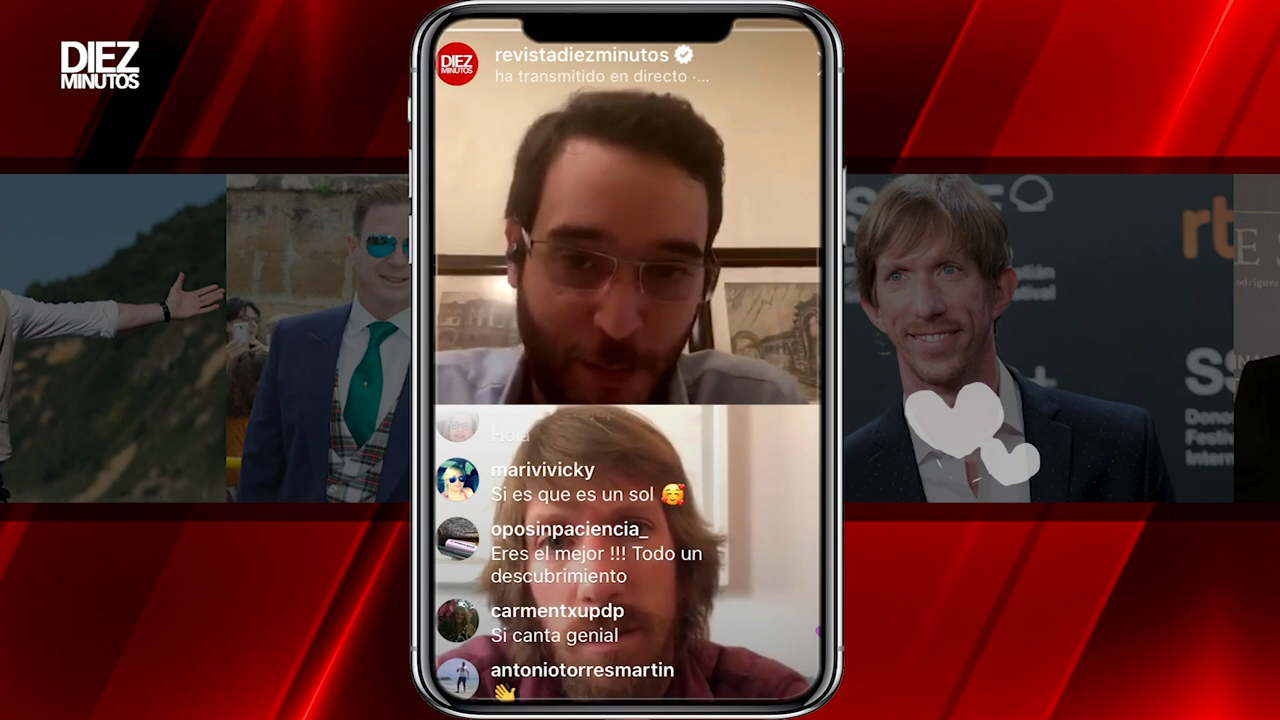 DIEZ
MINUTOS
DIEZ
MINUTOS
revistadiezminutos
ha transmitido en directo ·...
Hola
marivivicky
Si es que es un sol 🥰
oposinpaciencia_
Eres el mejor !!! Todo un
descubrimiento
carmentxupdp
Si canta genial
antoniotorresmartin
👋
SS